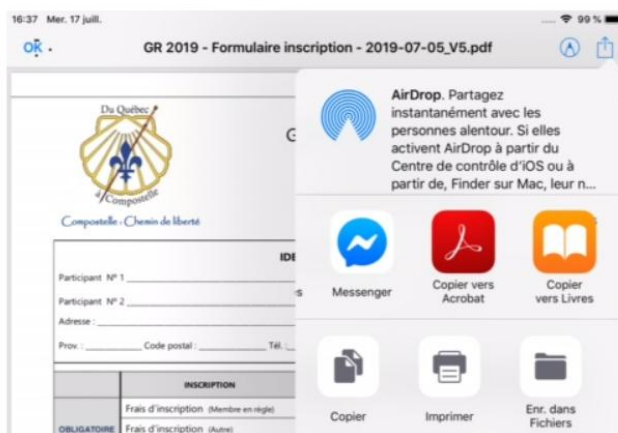 16:37 Mer. 17 juill.
99 %
OK
GR 2019 - Formulaire inscription - 2019-07-05_V5.pdf
Du Québec
à Compostelle
Compostelle - Chemin de liberté
G
AirDrop. Partagez
instantanément avec les
personnes alentour. Si elles
activent AirDrop à partir du
Centre de contrôle d'iOS ou à
partir de, Finder sur Mac, leur n...
IDE
Participant Nº 1
Participant Nº 2
Adresse :
Prov. : Code postal : Tél. :
Messenger
Copier vers
Acrobat
Copier
vers Livres
INSCRIPTION
OBLIGATOIRE
Frais d'inscription (Membre en règle)
Frais d'inscription (Autre)
Copier
Imprimer
Enr. dans
Fichiers